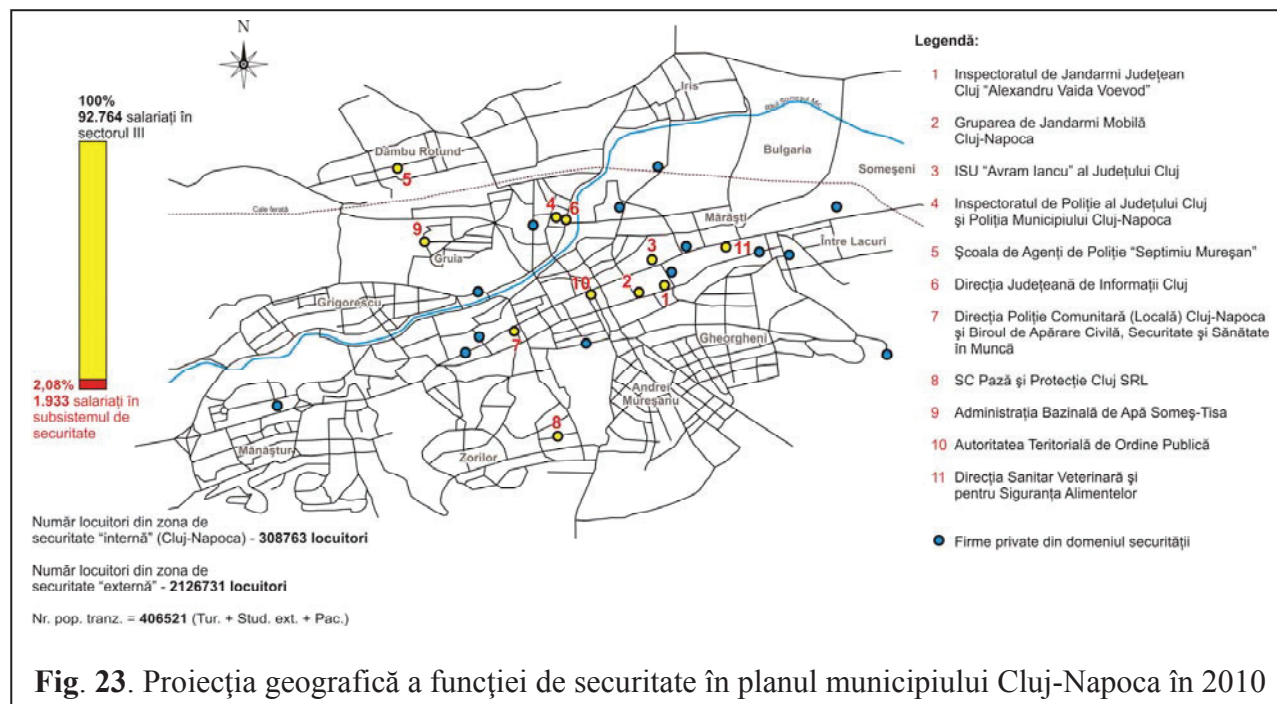 N
100%
92.764 salariați în
sectorul III
2,08%
1.933 salariați în
subsistemul de
securitate
Iris
Râul Someșul Mic
Dâmbu Rotund
5
Bulgaria
Someșeni
Cale ferată
4
6
Mărăști
9
Gruia
3
11
Între Lacuri
10
2
1
Grigorescu
7
Gheorgheni
Andrei
Mureșanu
8
Mănăștur
Zorilor
Număr locuitori din zona de
securitate "internă" (Cluj-Napoca) - 308763 locuitori
Număr locuitori din zona de
securitate "externă" - 2126731 locuitori
Nr. pop. tranz. = 406521 (Tur. + Stud. ext. + Pac.)
Legendă:
1 Inspectoratul de Jandarmi Județean
Cluj "Alexandru Vaida Voevod"
2 Gruparea de Jandarmi Mobilă
Cluj-Napoca
3 ISU "Avram Iancu" al Județului Cluj
4 Inspectoratul de Poliție al Județului Cluj
și Poliția Municipiului Cluj-Napoca
5 Școala de Agenți de Poliție "Septimiu Mureșan"
6 Direcția Județeană de Informații Cluj
7 Direcția Poliție Comunitară (Locală) Cluj-Napoca
și Biroul de Apărare Civilă, Securitate și Sănătate
în Muncă
8 SC Pază și Protecție Cluj SRL
9 Administrația Bazinală de Apă Someș-Tisa
10 Autoritatea Teritorială de Ordine Publică
11 Direcția Sanitar Veterinară și
pentru Siguranța Alimentelor
Firme private din domeniul securității
Fig. 23. Proiecţia geografică a funcţiei de securitate în planul municipiului Cluj-Napoca în 2010